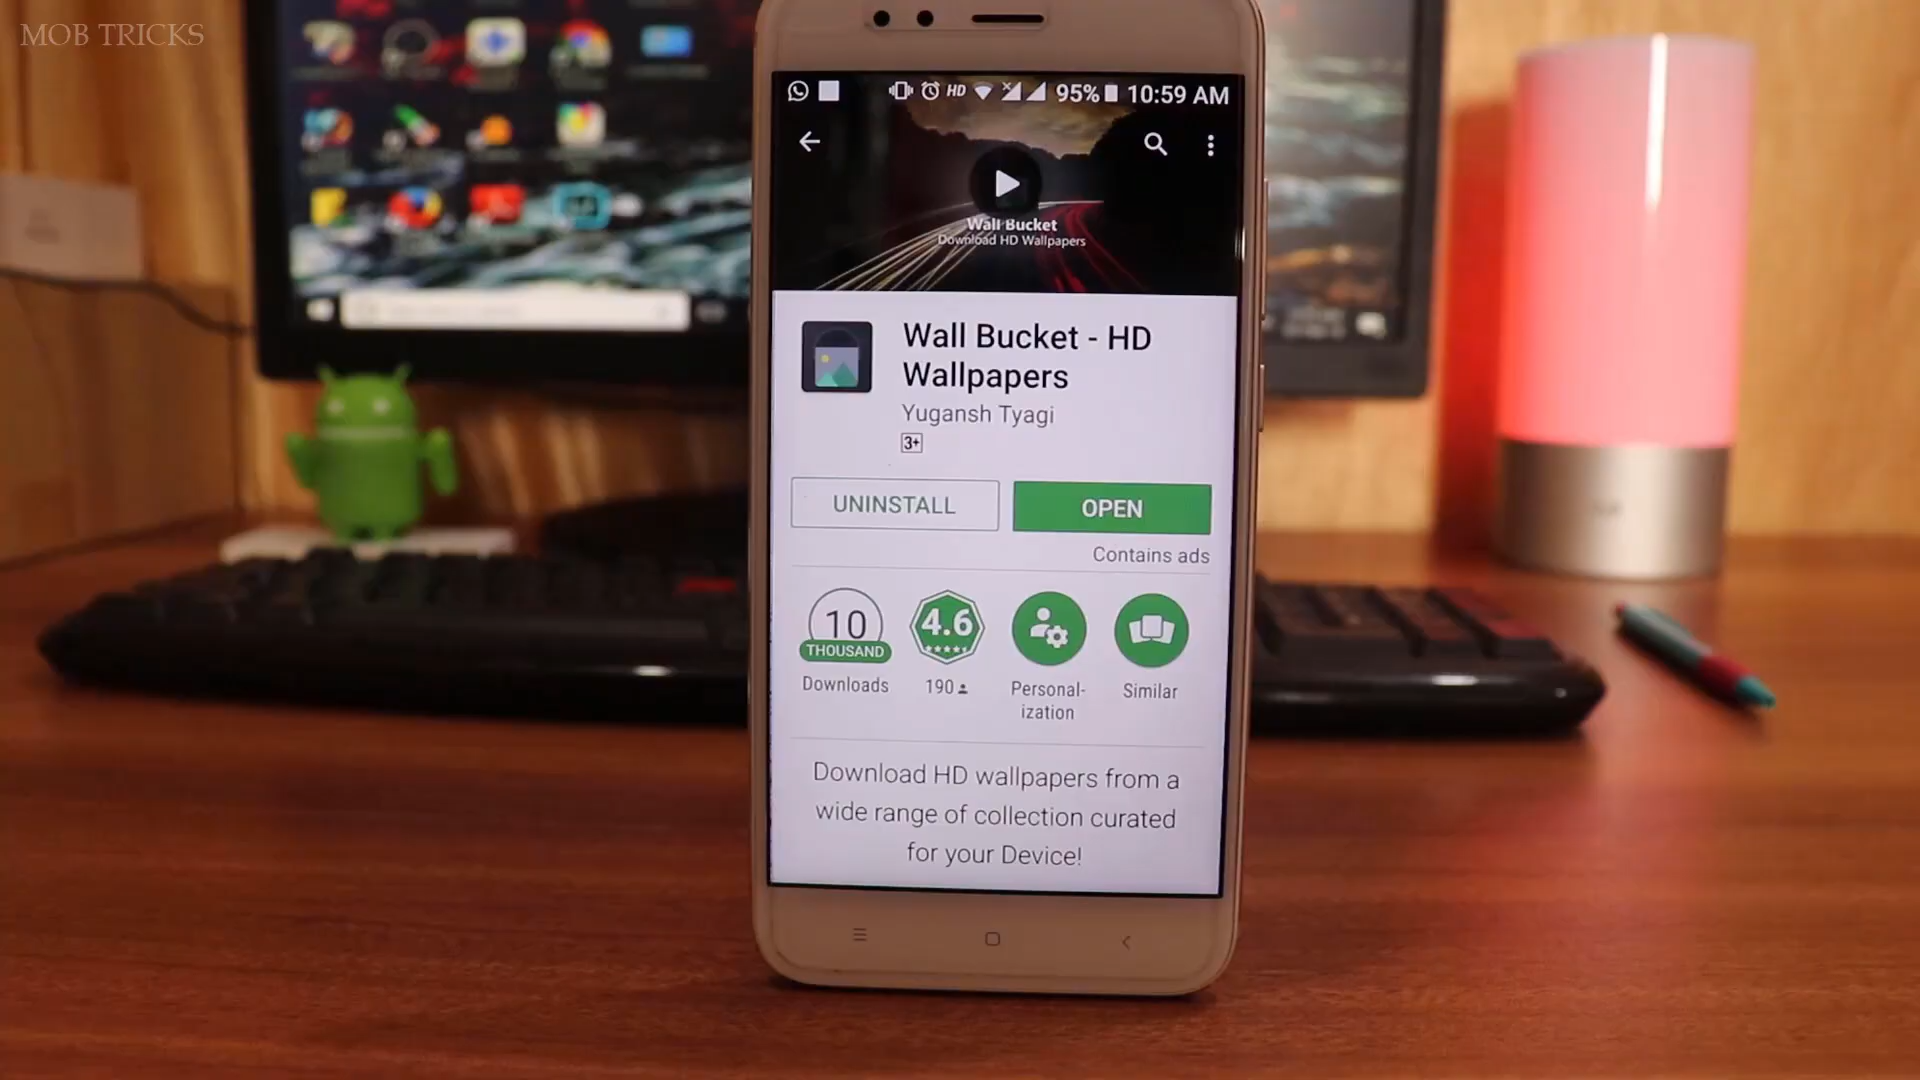 MOB TRICKS
HD 95% 10:59 AM
Wall Bucket
Download HD Wallpapers
Wall Bucket - HD
Wallpapers
Yugansh Tyagi
3+
UNINSTALL
OPEN
Contains ads
10
THOUSAND
Downloads
4.6
190
Personal-
ization
Similar
Download HD wallpapers from a
wide range of collection curated
for your Device!